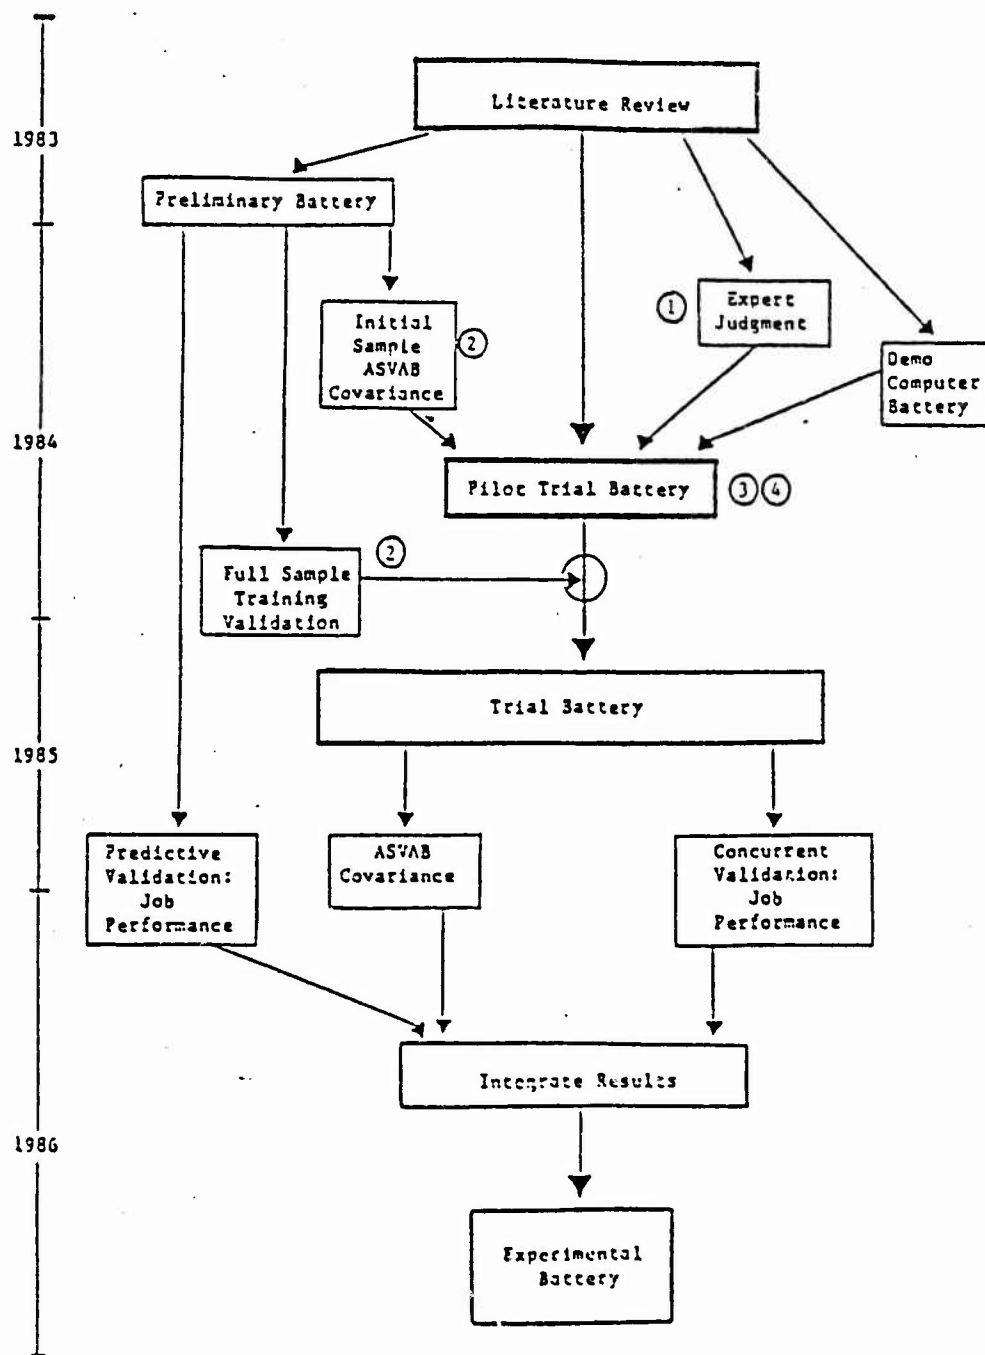 Literature Review
1983
Preliminary Battery
1
Expert
Judgment
Initial
Sample
ASVAB
Covariance
2
Demo
Computer
Battery
1984
Pilot Trial Battery
3 4
2
Full Sample
Training
Validation
Trial Battery
1985
Predictive
Validation:
Job
Performance
ASVAB
Covariance
Concurrent
Validation:
Job
Performance
Integrate Results
1986
Experimental
Battery